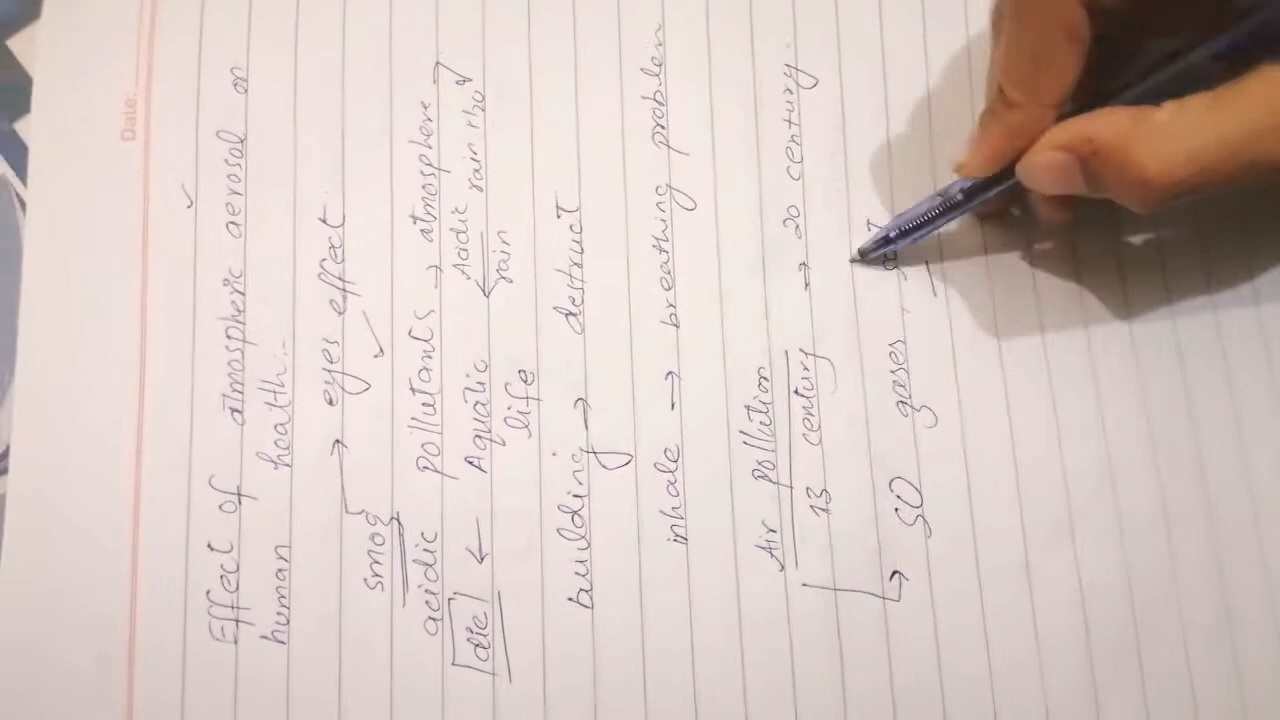 Date:
Effect of atmospheric aerosol on
human health:-
smog → eyes effect
acidic pollutants → atmosphere
die ← Aquatic life ← Acidic rain rain H2O
building → destruct
inhale → breathing problem
Air pollution
13 century → 20 century.
→ SO gases,